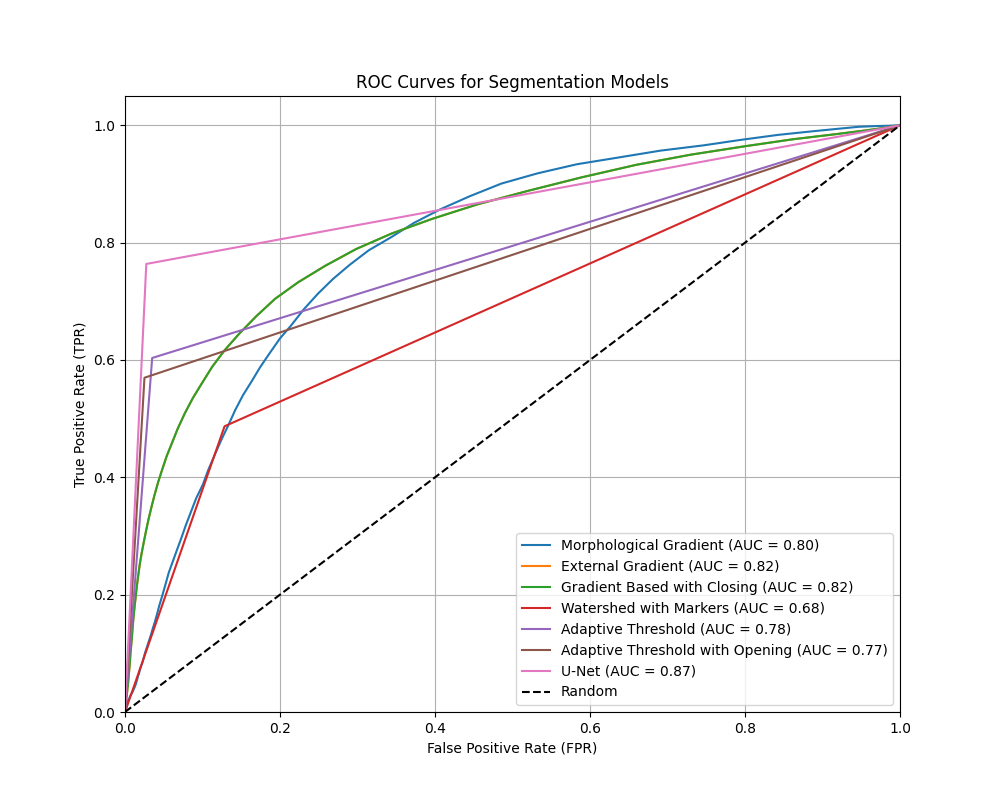 ROC Curves for Segmentation Models
True Positive Rate (TPR)
1.0
0.8
0.6
0.4
0.2
0.0
0.0 0.2 0.4 0.6 0.8 1.0
False Positive Rate (FPR)
Morphological Gradient (AUC = 0.80)
External Gradient (AUC = 0.82)
Gradient Based with Closing (AUC = 0.82)
Watershed with Markers (AUC = 0.68)
Adaptive Threshold (AUC = 0.78)
Adaptive Threshold with Opening (AUC = 0.77)
U-Net (AUC = 0.87)
Random